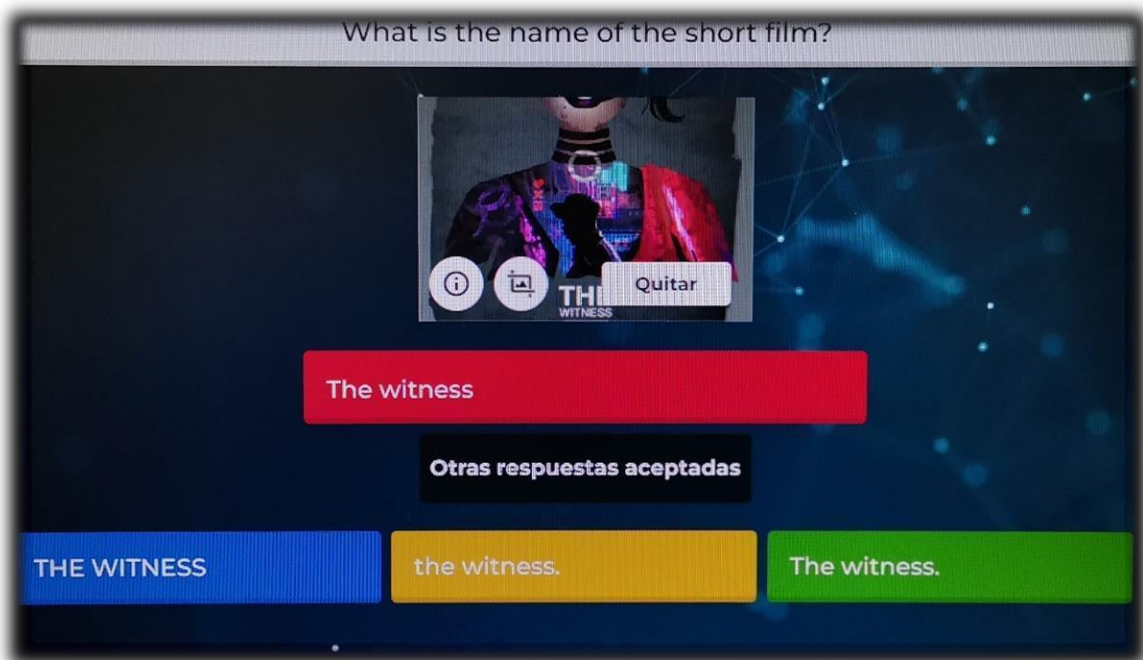 What is the name of the short film?
Quitar
WITNESS
The witness
Otras respuestas aceptadas
THE WITNESS
the witness.
The witness.